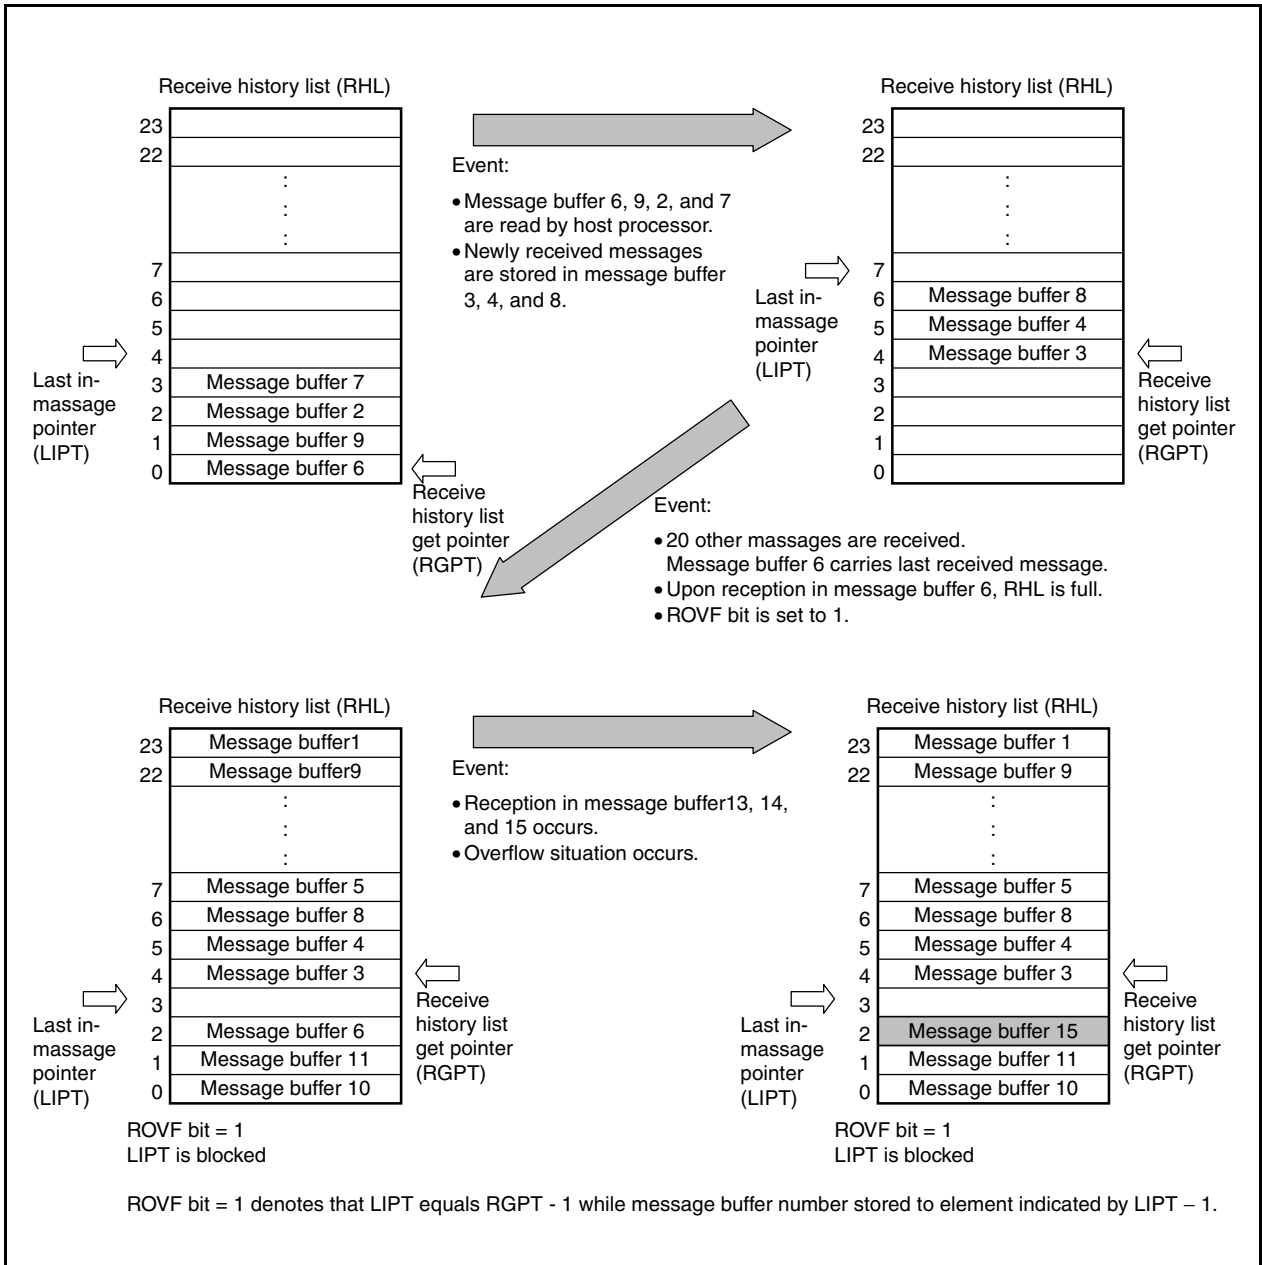 Receive history list (RHL)
23
22
:
:
:
7
6
5
4
3 Message buffer 7
2 Message buffer 2
1 Message buffer 9
0 Message buffer 6
Last in-
massage
pointer
(LIPT)
Receive
history list
get pointer
(RGPT)
Event:
• Message buffer 6, 9, 2, and 7
are read by host processor.
• Newly received messages
are stored in message buffer
3, 4, and 8.
Receive history list (RHL)
23
22
:
:
:
7
6 Message buffer 8
5 Message buffer 4
4 Message buffer 3
3
2
1
0
Last in-
massage
pointer
(LIPT)
Receive
history list
get pointer
(RGPT)
Event:
• 20 other massages are received.
Message buffer 6 carries last received message.
• Upon reception in message buffer 6, RHL is full.
• ROVF bit is set to 1.
Receive history list (RHL)
23 Message buffer1
22 Message buffer9
:
:
:
7 Message buffer 5
6 Message buffer 8
5 Message buffer 4
4 Message buffer 3
3
2 Message buffer 6
1 Message buffer 11
0 Message buffer 10
Last in-
massage
pointer
(LIPT)
Receive
history list
get pointer
(RGPT)
ROVF bit = 1
LIPT is blocked
Event:
• Reception in message buffer13, 14,
and 15 occurs.
• Overflow situation occurs.
Receive history list (RHL)
23 Message buffer 1
22 Message buffer 9
:
:
:
7 Message buffer 5
6 Message buffer 8
5 Message buffer 4
4 Message buffer 3
3
2 Message buffer 15
1 Message buffer 11
0 Message buffer 10
Last in-
massage
pointer
(LIPT)
Receive
history list
get pointer
(RGPT)
ROVF bit = 1
LIPT is blocked
ROVF bit = 1 denotes that LIPT equals RGPT - 1 while message buffer number stored to element indicated by LIPT – 1.